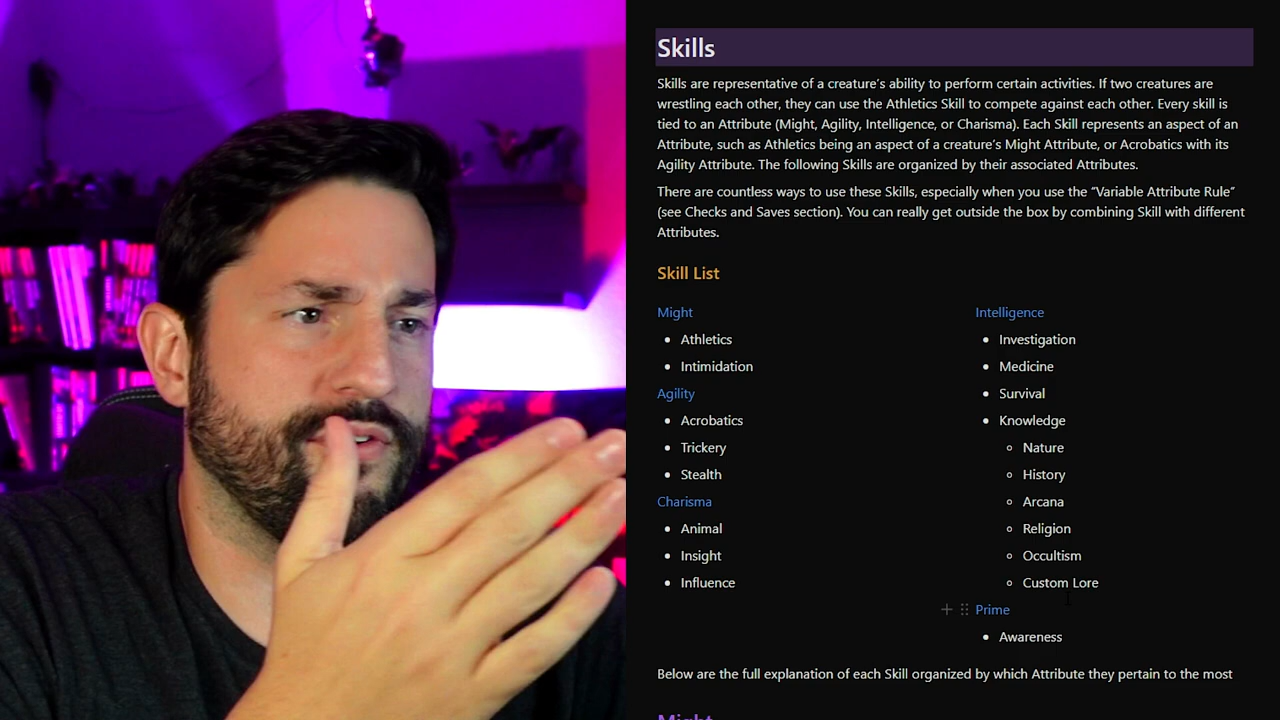 Skills
Skills are representative of a creature's ability to perform certain activities. If two creatures are
wrestling each other, they can use the Athletics Skill to compete against each other. Every skill is
tied to an Attribute (Might, Agility, Intelligence, or Charisma). Each Skill represents an aspect of an
Attribute, such as Athletics being an aspect of a creature's Might Attribute, or Acrobatics with its
Agility Attribute. The following Skills are organized by their associated Attributes.
There are countless ways to use these Skills, especially when you use the "Variable Attribute Rule"
(see Checks and Saves section). You can really get outside the box by combining Skill with different
Attributes.
Skill List
Might
Athletics
Intimidation
Agility
Acrobatics
Trickery
Stealth
Charisma
Animal
Insight
Influence
Intelligence
Investigation
Medicine
Survival
Knowledge
Nature
History
Arcana
Religion
Occultism
Custom Lore
Prime
Awareness
Below are the full explanation of each Skill organized by which Attribute they pertain to the most
Might